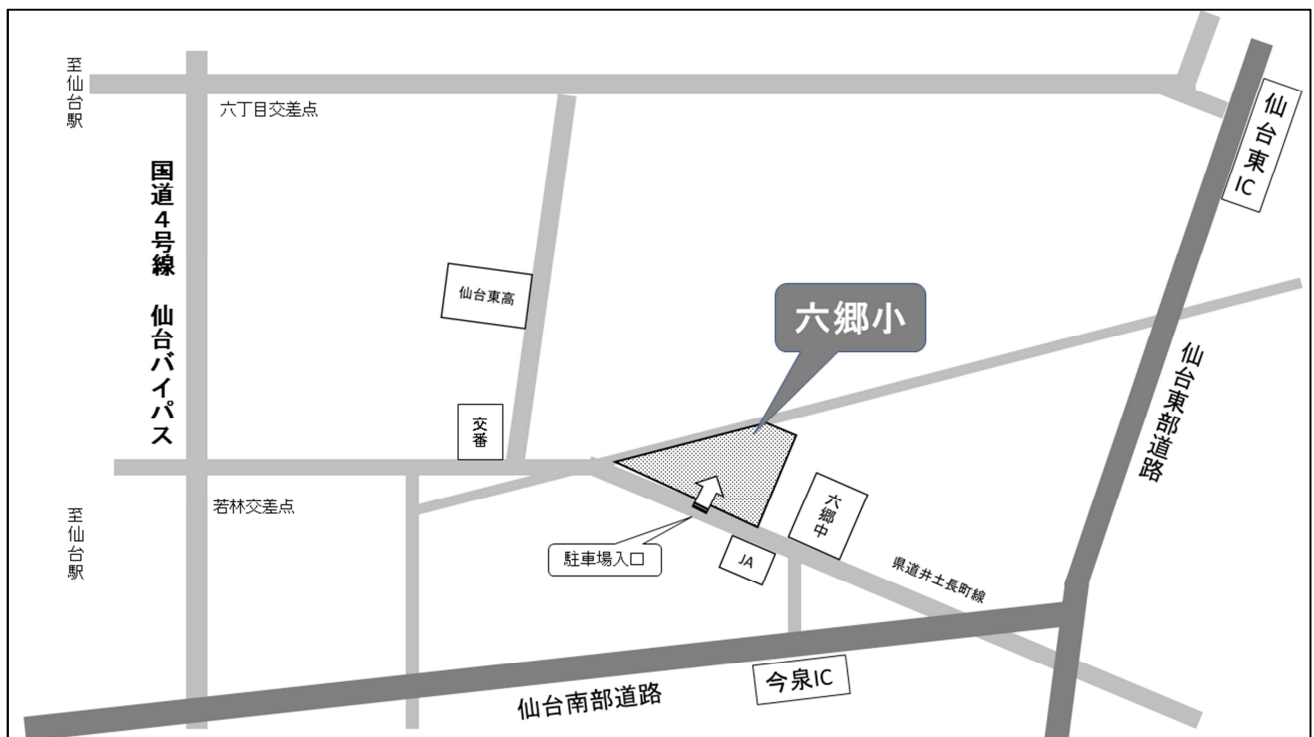 至仙台駅
六丁目交差点
仙台東IC
国道４号線　仙台バイパス
仙台東高
六郷小
仙台東部道路
交番
若林交差点
六郷中
至仙台駅
駐車場入口
JA
県道井土長町線
今泉IC
仙台南部道路